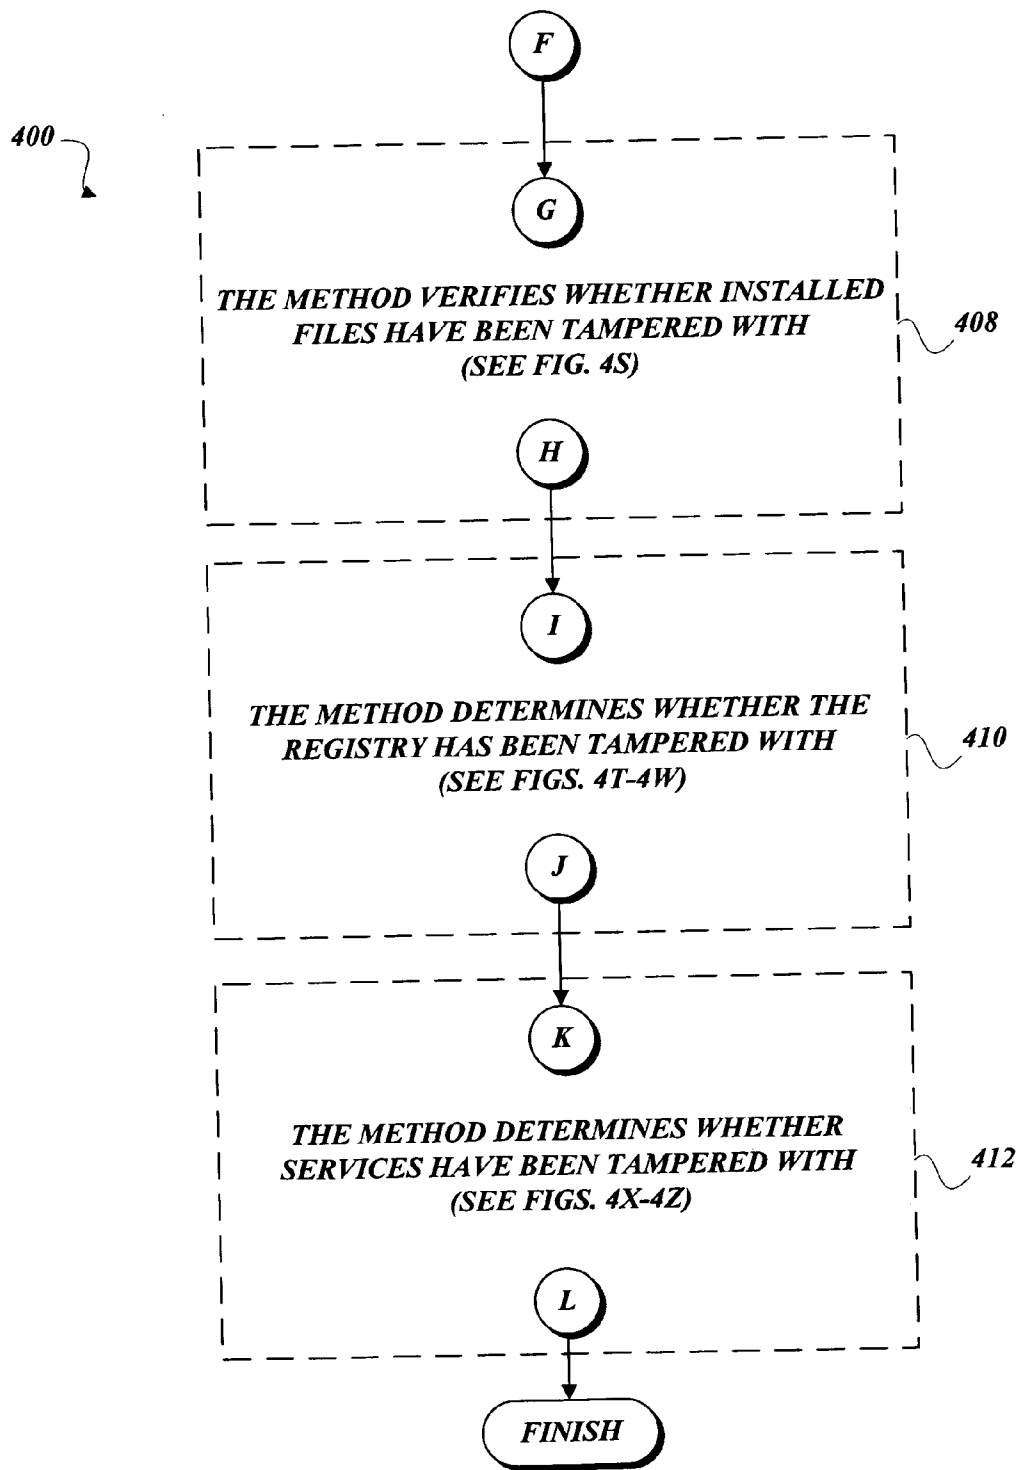 F
400
G
THE METHOD VERIFIES WHETHER INSTALLED
FILES HAVE BEEN TAMPERED WITH
(SEE FIG. 4S)
408
H
I
THE METHOD DETERMINES WHETHER THE
REGISTRY HAS BEEN TAMPERED WITH
(SEE FIGS. 4T-4W)
410
J
K
THE METHOD DETERMINES WHETHER
SERVICES HAVE BEEN TAMPERED WITH
(SEE FIGS. 4X-4Z)
412
L
FINISH